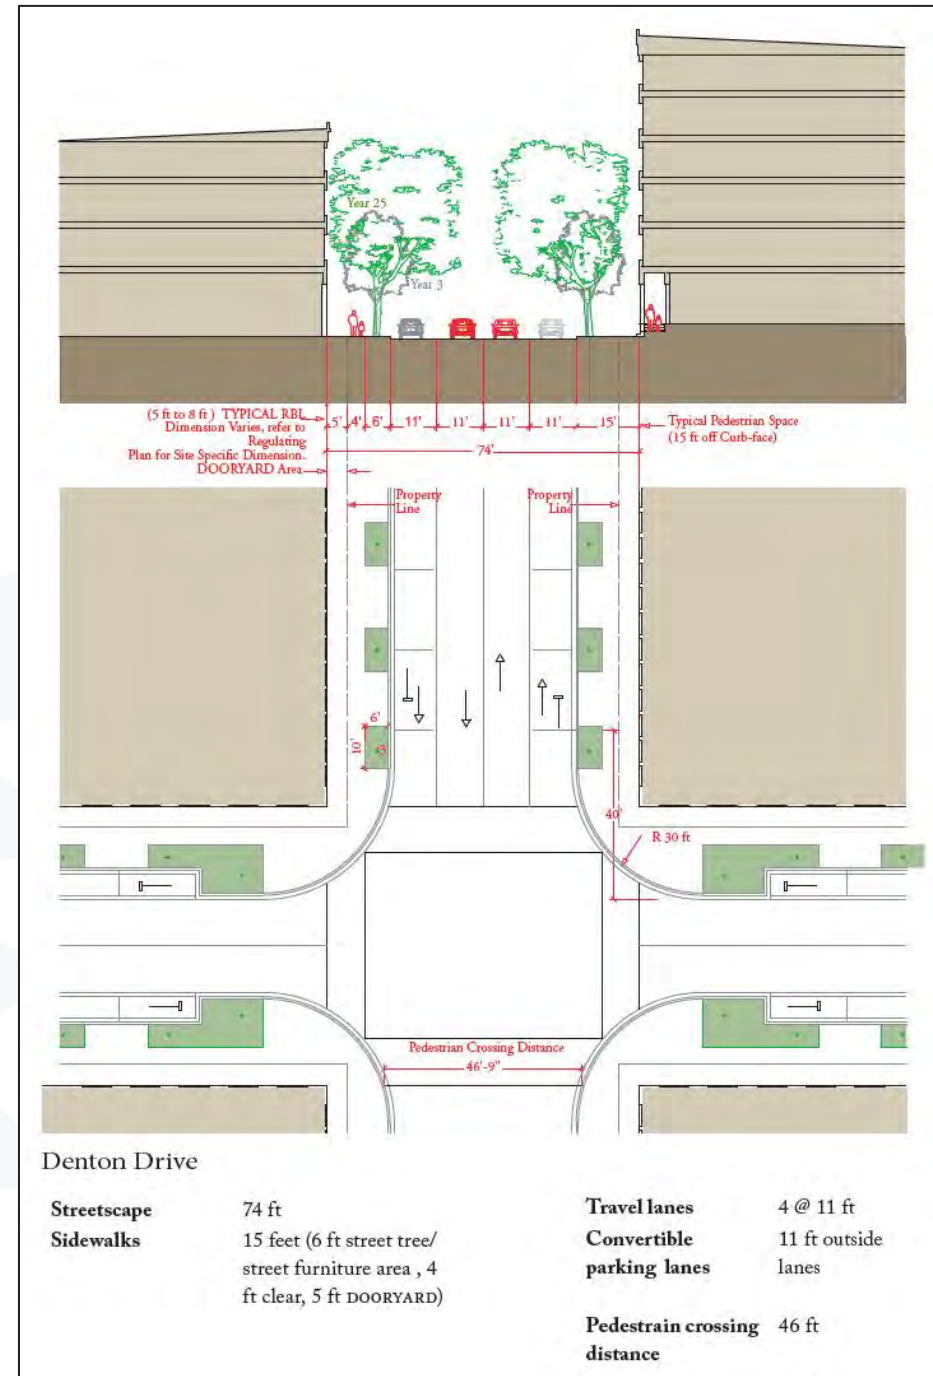 Year 25
Year 3
(5 ft to 8 ft ) TYPICAL RBL
Dimension Varies, refer to
Regulating
Plan for Site Specific Dimension.
DOORYARD Area
5' 4' 6' 11' 11' 11' 11' 15'
74'
Typical Pedestrian Space
(15 ft off Curb-face)
Property
Line
Property
Line
6'
10'
3
40'
R 30 ft
Pedestrian Crossing Distance
46'-9"
Denton Drive
Streetscape 74 ft
Sidewalks 15 feet (6 ft street tree/
street furniture area , 4
ft clear, 5 ft DOORYARD)
Travel lanes 4 @ 11 ft
Convertible 11 ft outside
parking lanes lanes
Pedestrain crossing 46 ft
distance